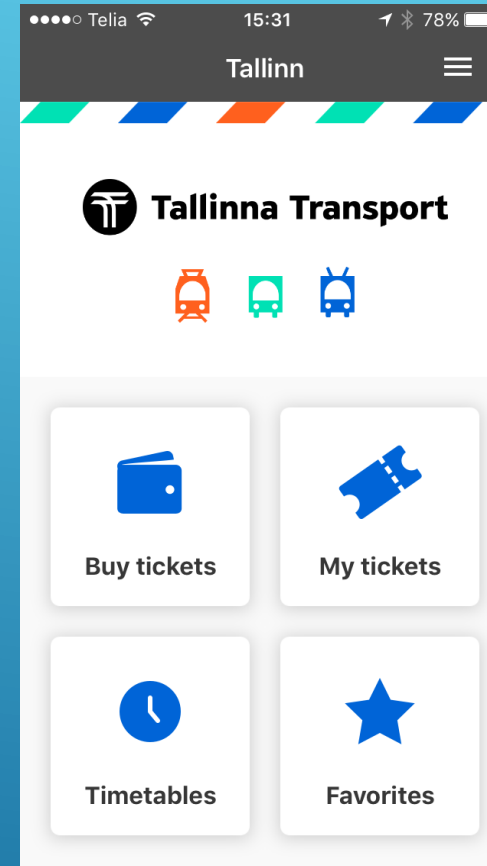 Telia 15:31 78%
Tallinn
Tallinna Transport
Buy tickets My tickets
Timetables Favorites